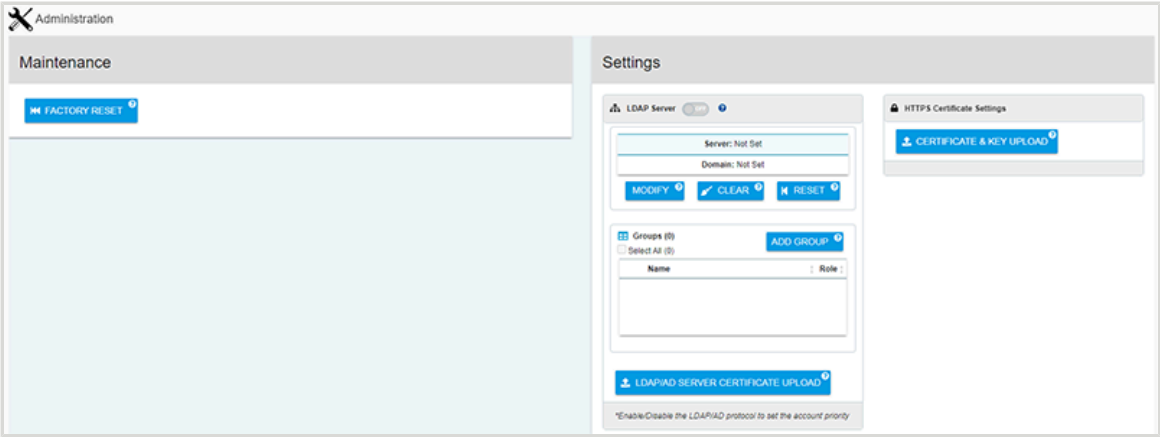 Administration
Maintenance
FACTORY RESET
Settings
LDAP Server OFF
Server: Not Set
Domain: Not Set
MODIFY
CLEAR
RESET
Groups (0)
Select All (0)
ADD GROUP
Name Role
LDAP/AD SERVER CERTIFICATE UPLOAD
*Enable/Disable the LDAP/AD protocol to set the account priority
HTTPS Certificate Settings
CERTIFICATE & KEY UPLOAD